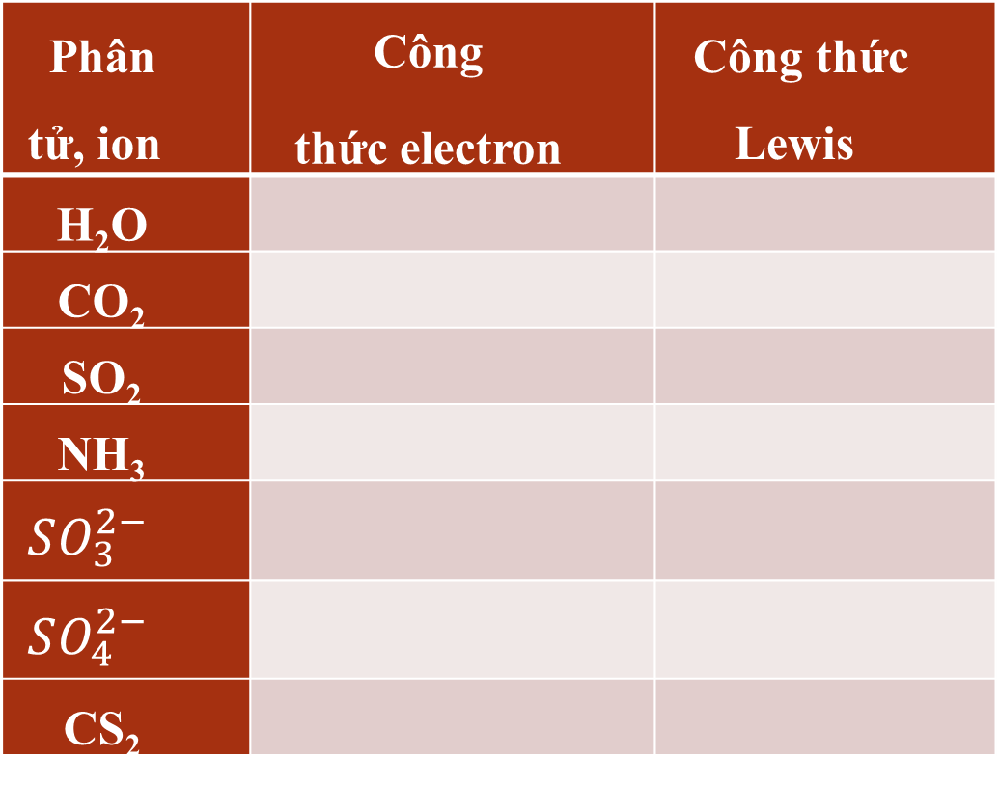 Phân
tử, ion
Công
thức electron
Công thức
Lewis
H₂O
CO₂
SO₂
NH₃
SO₃²⁻
SO₄²⁻
CS₂